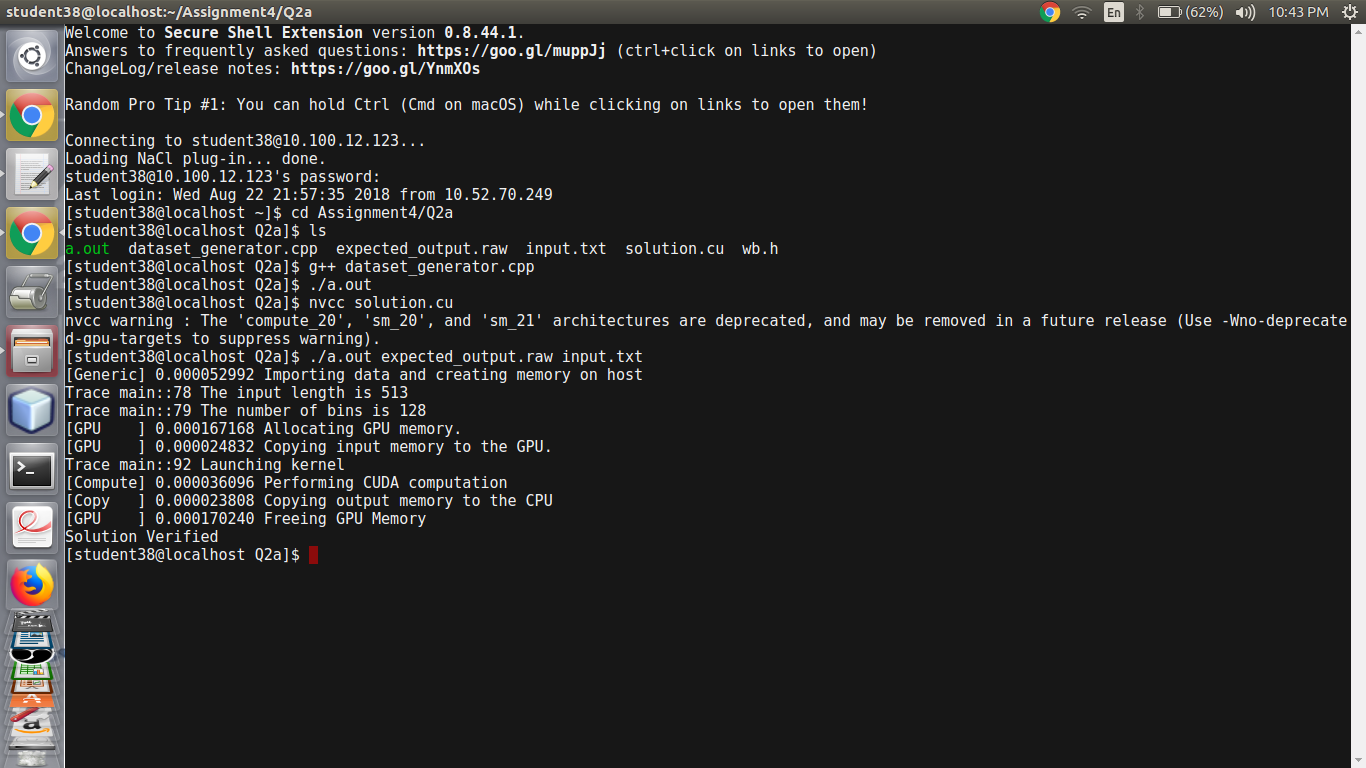 student38@localhost:~/Assignment4/Q2a
En
(62%)
10:43 PM
Welcome to Secure Shell Extension version 0.8.44.1.
Answers to frequently asked questions: https://goo.gl/muppJj (ctrl+click on links to open)
ChangeLog/release notes: https://goo.gl/YnmXOs
Random Pro Tip #1: You can hold Ctrl (Cmd on macOS) while clicking on links to open them!
Connecting to student38@10.100.12.123...
Loading NaCl plug-in... done.
student38@10.100.12.123's password:
Last login: Wed Aug 22 21:57:35 2018 from 10.52.70.249
[student38@localhost ~]$ cd Assignment4/Q2a
[student38@localhost Q2a]$ ls
a.out  dataset_generator.cpp  expected_output.raw  input.txt  solution.cu  wb.h
[student38@localhost Q2a]$ g++ dataset_generator.cpp
[student38@localhost Q2a]$ ./a.out
[student38@localhost Q2a]$ nvcc solution.cu
nvcc warning : The 'compute_20', 'sm_20', and 'sm_21' architectures are deprecated, and may be removed in a future release (Use -Wno-deprecate
d-gpu-targets to suppress warning).
[student38@localhost Q2a]$ ./a.out expected_output.raw input.txt
[Generic] 0.000052992 Importing data and creating memory on host
Trace main::78 The input length is 513
Trace main::79 The number of bins is 128
[GPU    ] 0.000167168 Allocating GPU memory.
[GPU    ] 0.000024832 Copying input memory to the GPU.
Trace main::92 Launching kernel
[Compute] 0.000036096 Performing CUDA computation
[Copy   ] 0.000023808 Copying output memory to the CPU
[GPU    ] 0.000170240 Freeing GPU Memory
Solution Verified
[student38@localhost Q2a]$